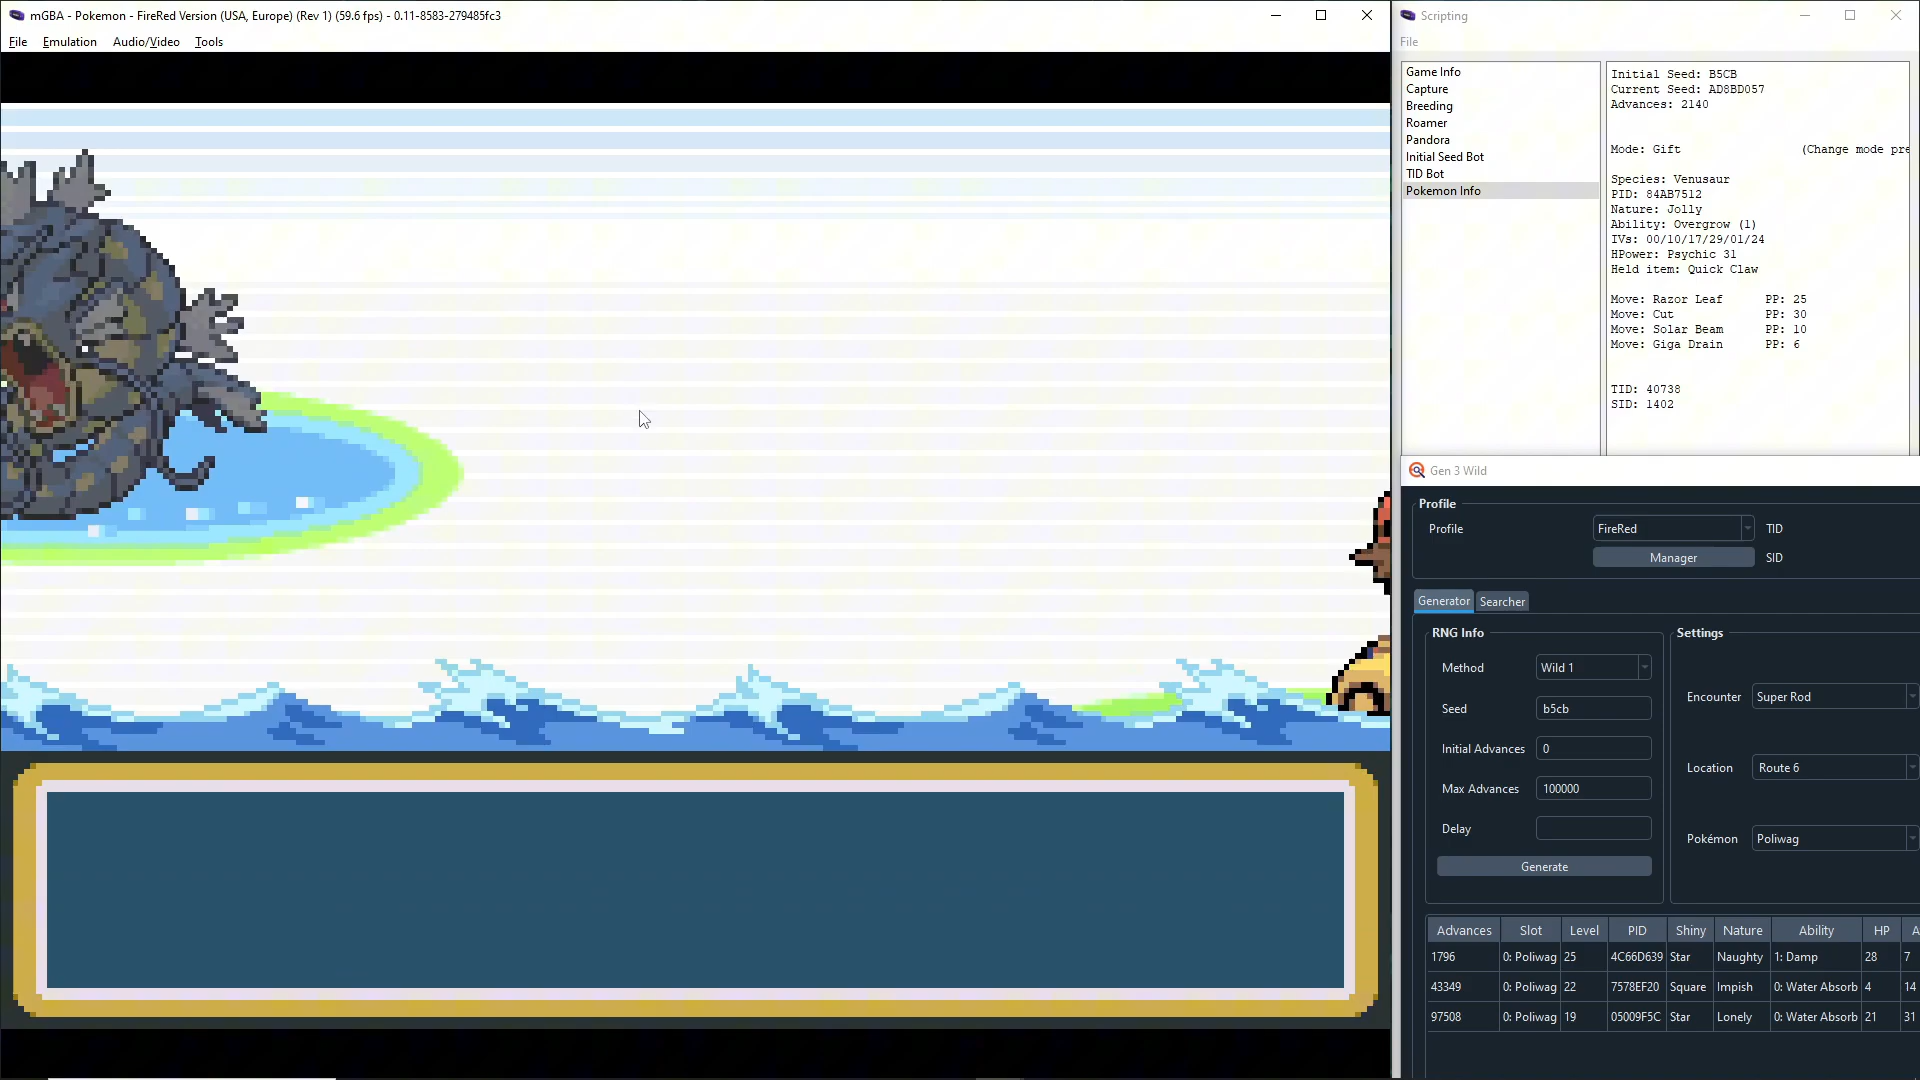 mGBA - Pokemon - FireRed Version (USA, Europe) (Rev 1) (59.6 fps) - 0.11-8583-279485fc3
File Emulation Audio/Video Tools
Scripting
File
Game Info
Capture
Breeding
Roamer
Pandora
Initial Seed Bot
TID Bot
Pokemon Info
Initial Seed: B5CB
Current Seed: AD8BD057
Advances: 2140
Mode: Gift (Change mode pre
Species: Venusaur
PID: 84AB7512
Nature: Jolly
Ability: Overgrow (1)
IVs: 00/10/17/29/01/24
HPower: Psychic 31
Held item: Quick Claw
Move: Razor Leaf PP: 25
Move: Cut PP: 30
Move: Solar Beam PP: 10
Move: Giga Drain PP: 6
TID: 40738
SID: 1402
Gen 3 Wild
Profile
Profile FireRed TID
Manager SID
Generator Searcher
RNG Info
Method Wild 1
Seed b5cb
Initial Advances 0
Max Advances 100000
Delay
Generate
Settings
Encounter Super Rod
Location Route 6
Pokémon Poliwag
Advances Slot Level PID Shiny Nature Ability HP A
1796 0: Poliwag 25 4C66D639 Star Naughty 1: Damp 28 7
43349 0: Poliwag 22 7578EF20 Square Impish 0: Water Absorb 4 14
97508 0: Poliwag 19 05009F5C Star Lonely 0: Water Absorb 21 31